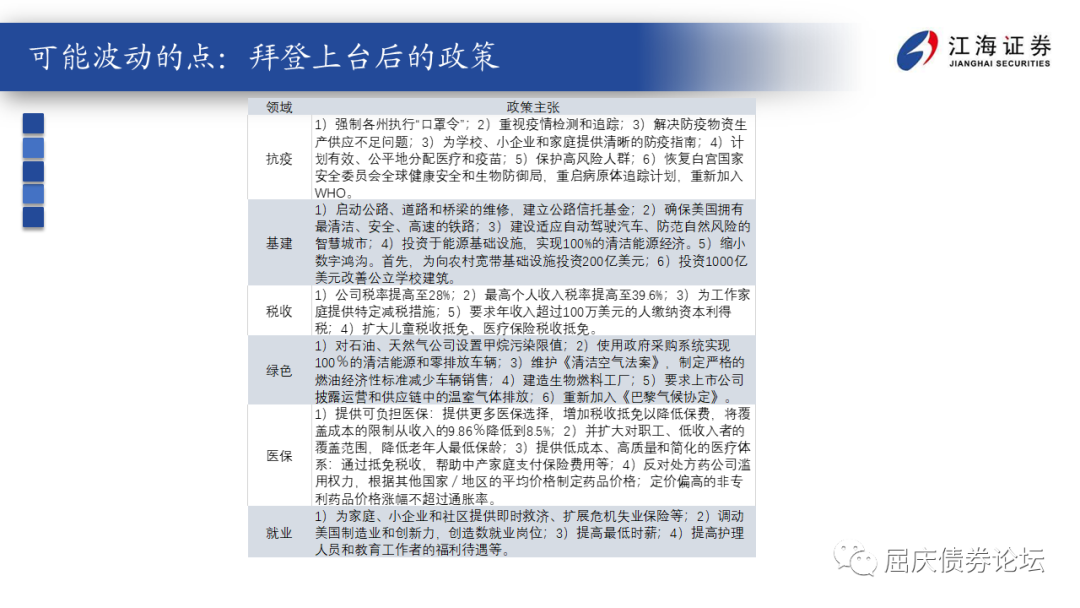 可能波动的点：拜登上台后的政策
江海证券
JIANGHAI SECURITIES
领域
政策主张
抗疫
1）强制各州执行“口罩令”；2）重视疫情检测和追踪；3）解决防疫物资生
产供应不足问题；3）为学校、小企业和家庭提供清晰的防疫指南；4）计
划有效、公平地分配医疗和疫苗；5）保护高风险人群；6）恢复白宫国家
安全委员会全球健康安全和生物防御局，重启病原体追踪计划，重新加入
WHO。
基建
1）启动公路、道路和桥梁的维修，建立公路信托基金；2）确保美国拥有
最清洁、安全、高速的铁路；3）建设适应自动驾驶汽车、防范自然风险的
智慧城市；4）投资于能源基础设施，实现100%的清洁能源经济。5）缩小
数字鸿沟。首先，为向农村宽带基础设施投资200亿美元；6）投资1000亿
美元改善公立学校建筑。
税收
1）公司税率提高至28%；2）最高个人收入税率提高至39.6%；3）为工作家
庭提供特定减税措施；5）要求年收入超过100万美元的人缴纳资本利得
税；4）扩大儿童税收抵免、医疗保险税收抵免。
绿色
1）对石油、天然气公司设置甲烷污染限值；2）使用政府采购系统实现
100％的清洁能源和零排放车辆；3）维护《清洁空气法案》，制定严格的
燃油经济性标准减少车辆销售；4）建造生物燃料工厂；5）要求上市公司
披露运营和供应链中的温室气体排放；6）重新加入《巴黎气候协定》。
医保
1）提供可负担医保：提供更多医保选择，增加税收抵免以降低保费，将覆
盖成本的限制从收入的9.86％降低到8.5%；2）并扩大对职工、低收入者的
覆盖范围，降低老年人最低保龄；3）提供低成本、高质量和简化的医疗体
系：通过抵免税收，帮助中产家庭支付保险费用等；4）反对处方药公司滥
用权力，根据其他国家／地区的平均价格制定药品价格；定价偏高的非专
利药品价格涨幅不超过通胀率。
就业
1）为家庭、小企业和社区提供即时救济、扩展危机失业保险等；2）调动
美国制造业和创新力，创造数就业岗位；3）提高最低时薪；4）提高护理
人员和教育工作者的福利待遇等。
屈庆债券论坛